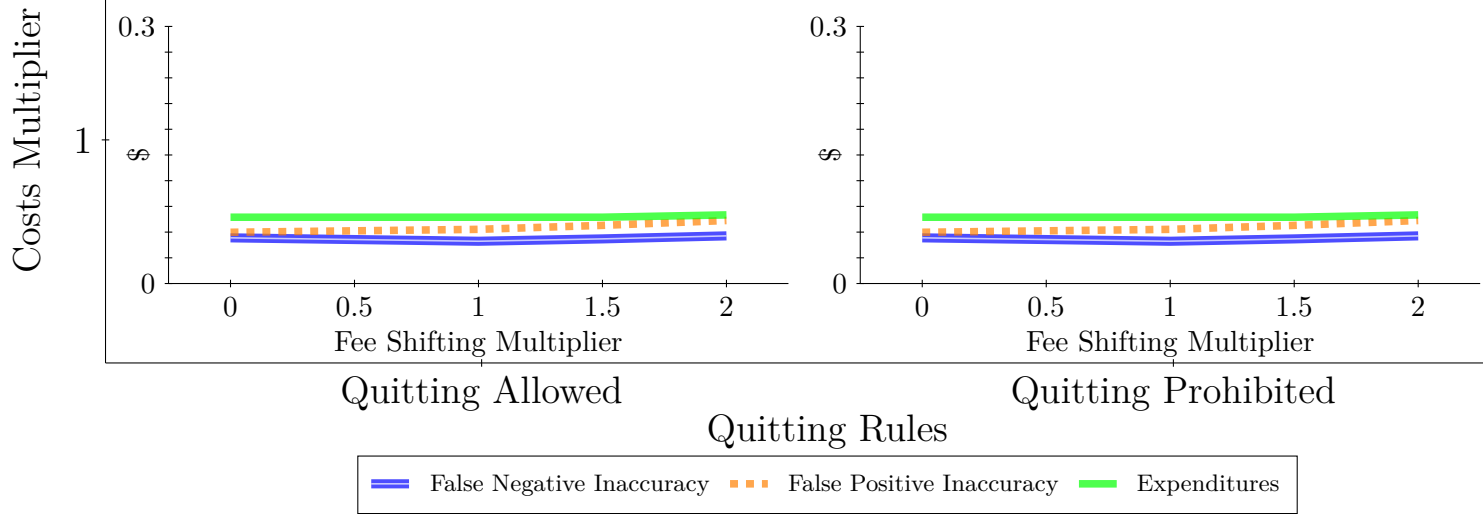 Costs Multiplier
1
0.3
$
0
0 0.5 1 1.5 2
Fee Shifting Multiplier
0.3
$
0
0 0.5 1 1.5 2
Fee Shifting Multiplier
Quitting Allowed
Quitting Prohibited
Quitting Rules
False Negative Inaccuracy False Positive Inaccuracy Expenditures